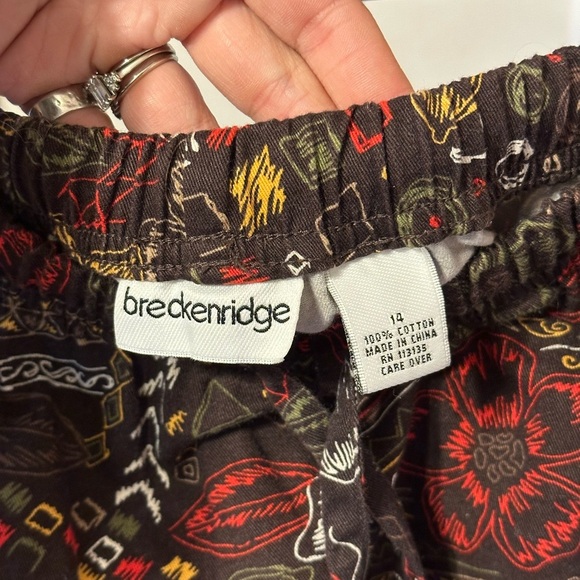 breckenridge
14
100% COTTON
MADE IN CHINA
RN 113135
CARE OVER